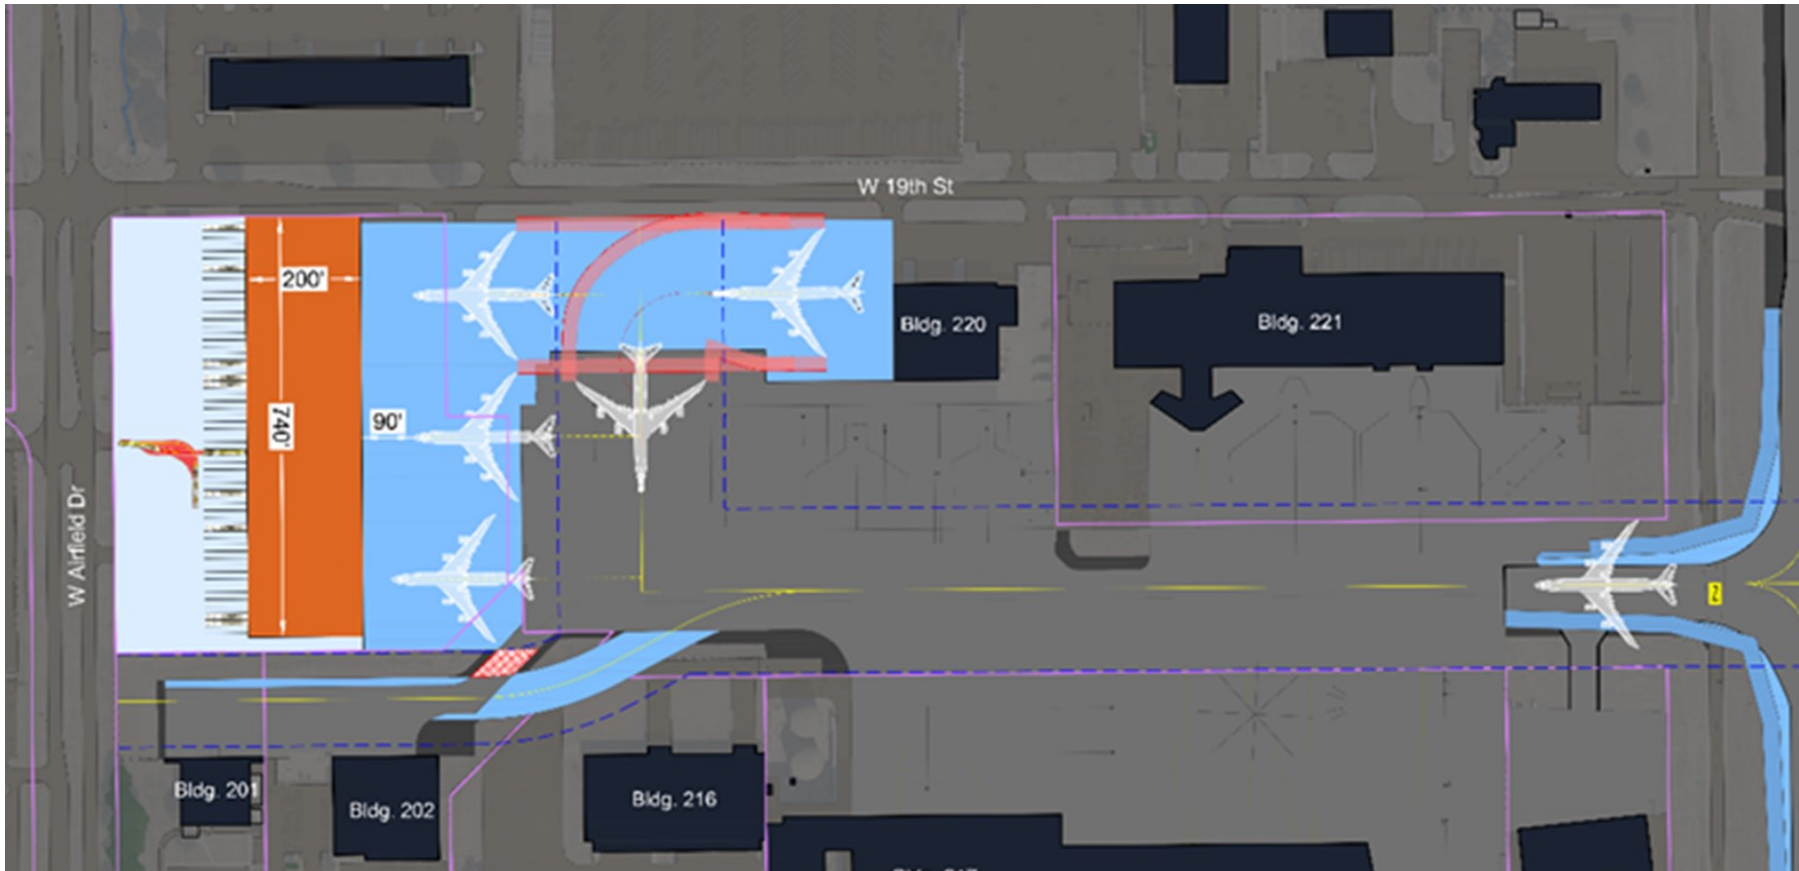 W 19th St
200'
Bldg. 220
Bldg. 221
740'
90'
W Airfield Dr
Bldg. 201
Bldg. 202
Bldg. 216